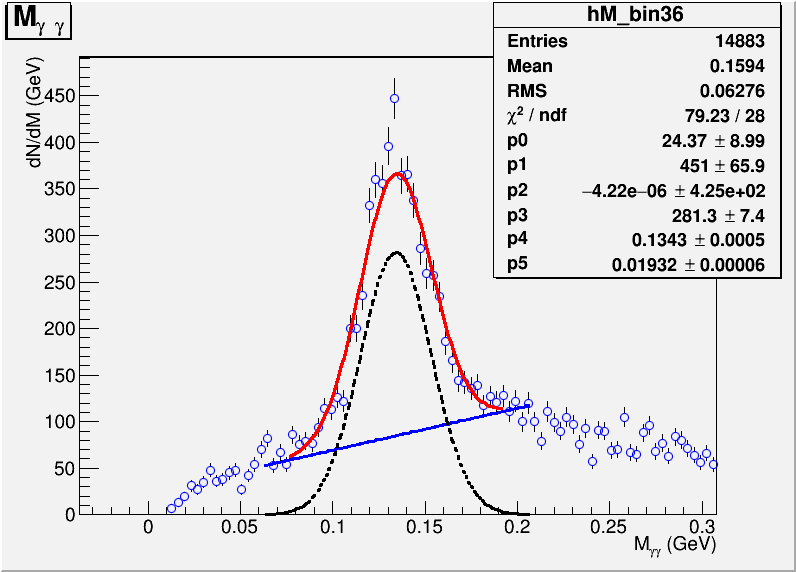 M_γγ
hM_bin36
Entries 14883
Mean 0.1594
RMS 0.06276
χ² / ndf 79.23 / 28
p0 24.37 ± 8.99
p1 451 ± 65.9
p2 −4.22e−06 ± 4.25e+02
p3 281.3 ± 7.4
p4 0.1343 ± 0.0005
p5 0.01932 ± 0.00006
dN/dM (GeV)
450
400
350
300
250
200
150
100
50
0
0 0.05 0.1 0.15 0.2 0.25 0.3
M_γγ (GeV)